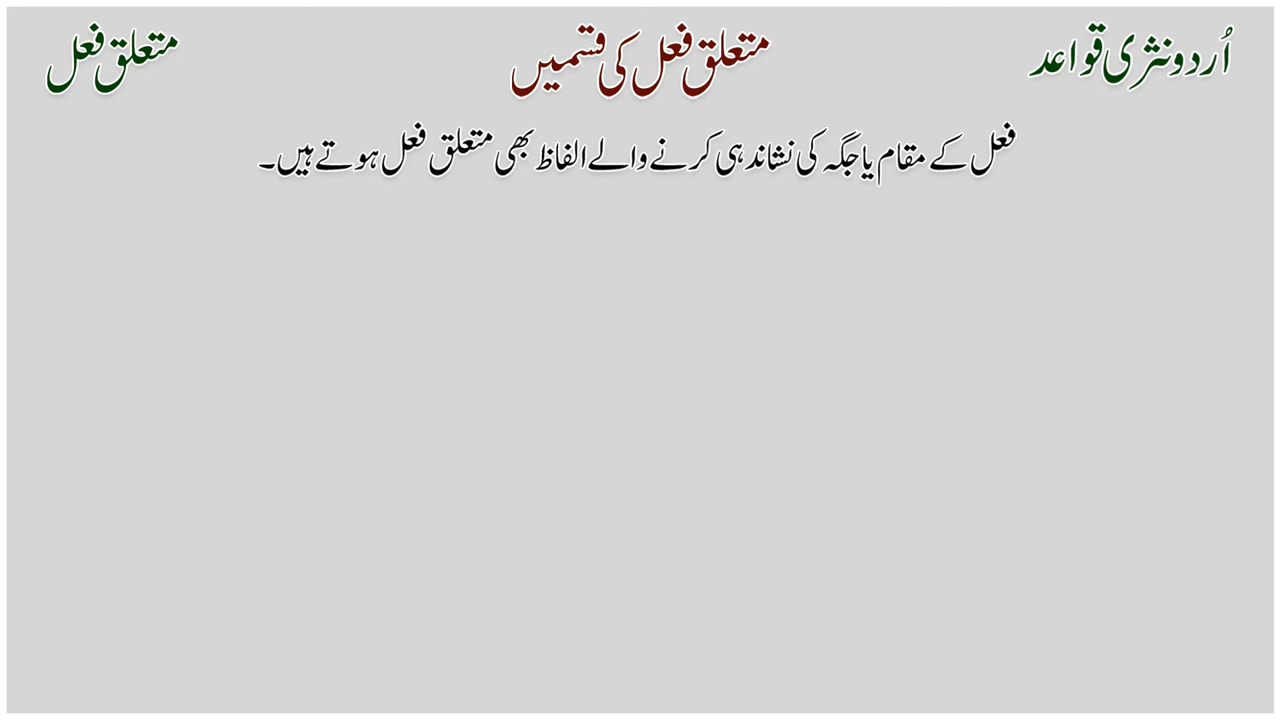 اُردو نثری قواعد
متعلق فعل کی قسمیں
متعلق فعل
فعل کے مقام یا جگہ کی نشاندہی کرنے والے الفاظ بھی متعلق فعل ہوتے ہیں۔